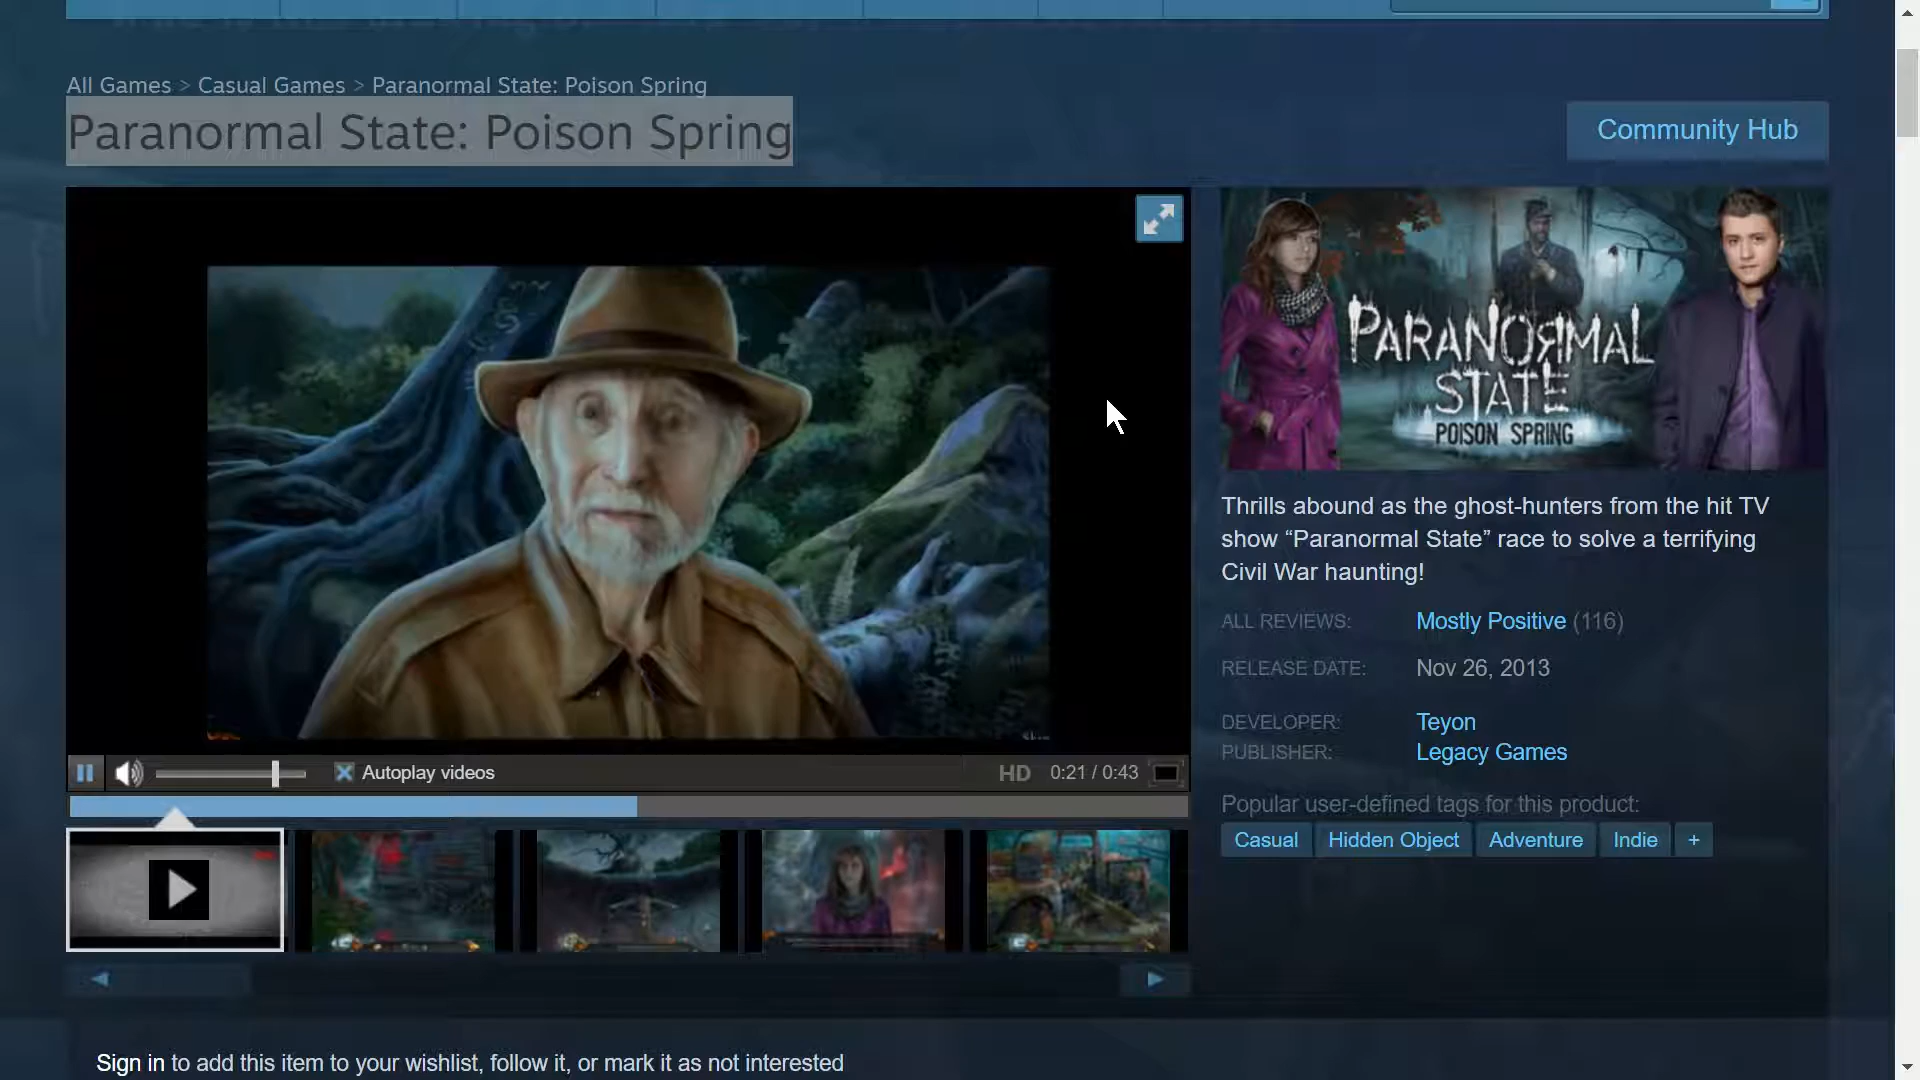 All Games > Casual Games > Paranormal State: Poison Spring
Paranormal State: Poison Spring
Community Hub
PARANORMAL
STATE
POISON SPRING
Thrills abound as the ghost-hunters from the hit TV
show “Paranormal State” race to solve a terrifying
Civil War haunting!
ALL REVIEWS: Mostly Positive (116)
RELEASE DATE: Nov 26, 2013
DEVELOPER: Teyon
PUBLISHER: Legacy Games
Popular user-defined tags for this product:
Casual Hidden Object Adventure Indie +
Autoplay videos HD 0:21 / 0:43
Sign in to add this item to your wishlist, follow it, or mark it as not interested